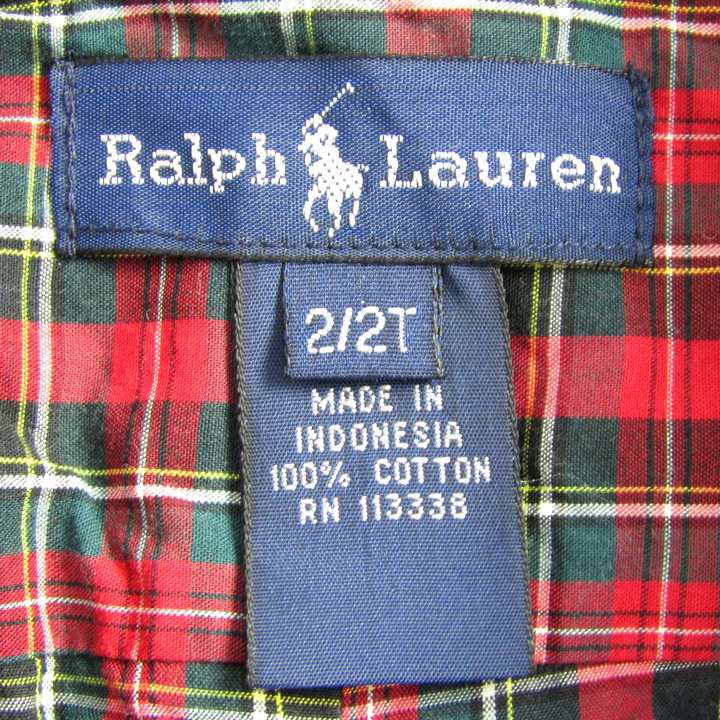 Ralph Lauren
2/2T
MADE IN
INDONESIA
100% COTTON
RN 113338